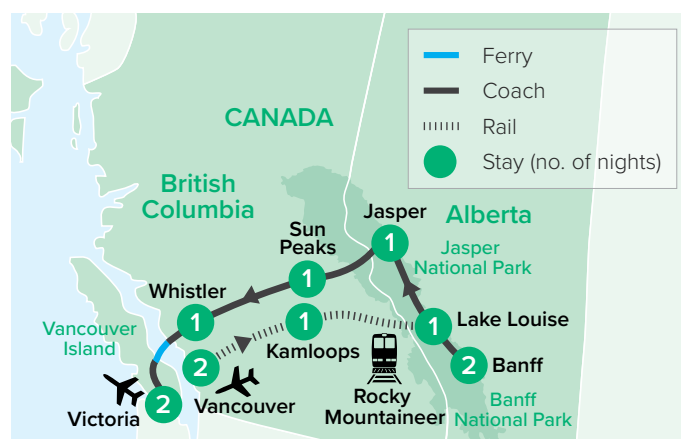 Ferry
Coach
Rail
Stay (no. of nights)
CANADA
British
Columbia
Alberta
Jasper
1
Jasper
National Park
Sun
Peaks
1
Whistler
1
Vancouver
Island
Kamloops
1
Lake Louise
1
Banff
2
Banff
National Park
Rocky
Mountaineer
Vancouver
2
Victoria
2